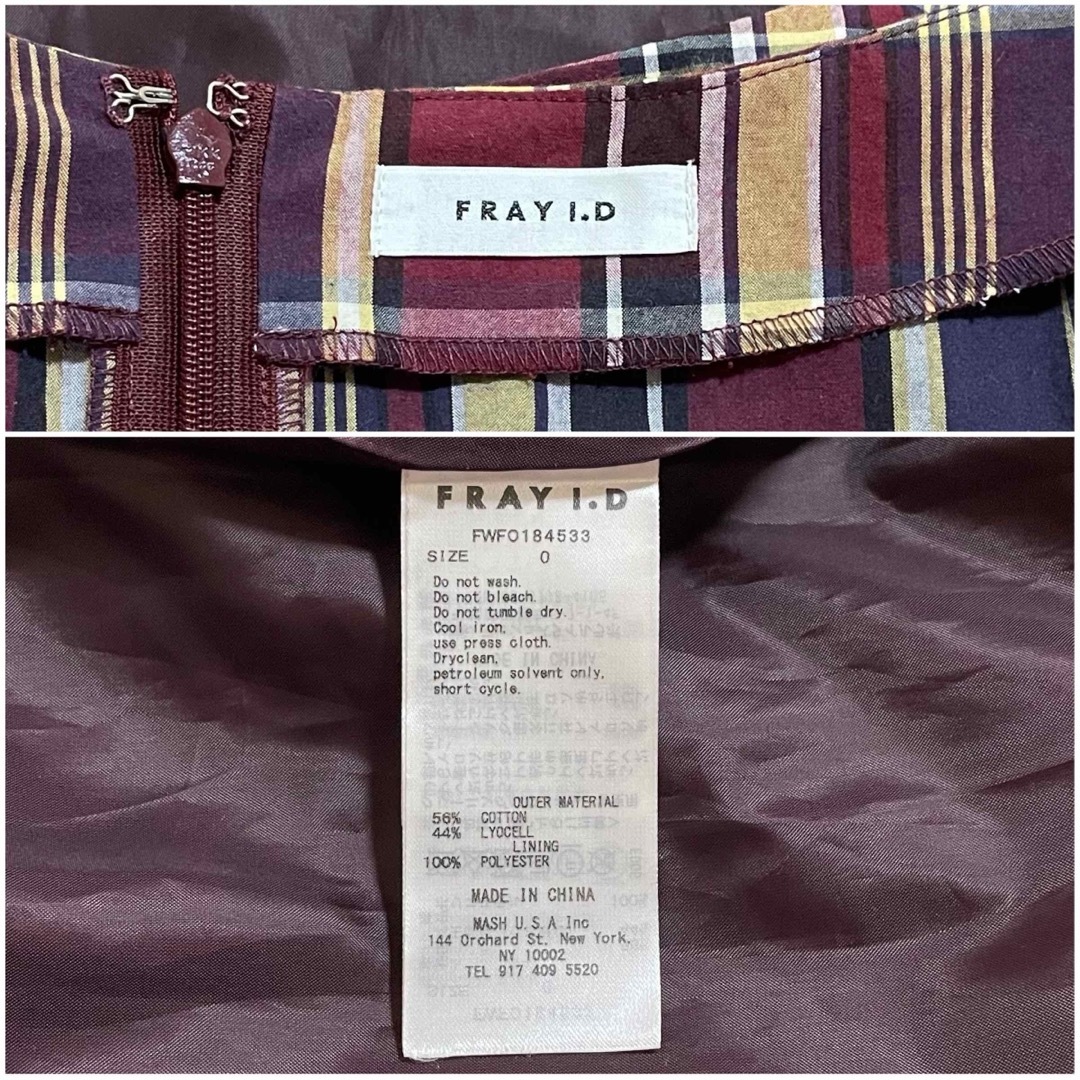 FRAY I.D
FRAY I.D
FWFO184533
SIZE 0
Do not wash.
Do not bleach.
Do not tumble dry.
Cool iron,
use press cloth.
Dryclean,
petroleum solvent only,
short cycle.
OUTER MATERIAL
56% COTTON
44% LYOCELL
LINING
100% POLYESTER
MADE IN CHINA
MASH U.S.A Inc
144 Orchard St. New York,
NY 10002
TEL 917 409 5520